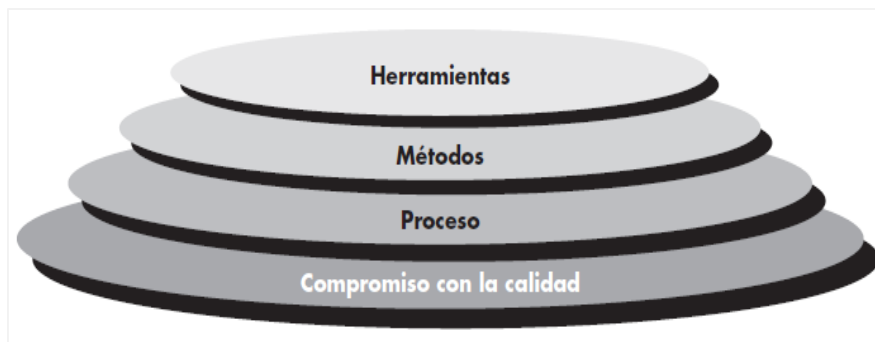 Herramientas
Métodos
Proceso
Compromiso con la calidad